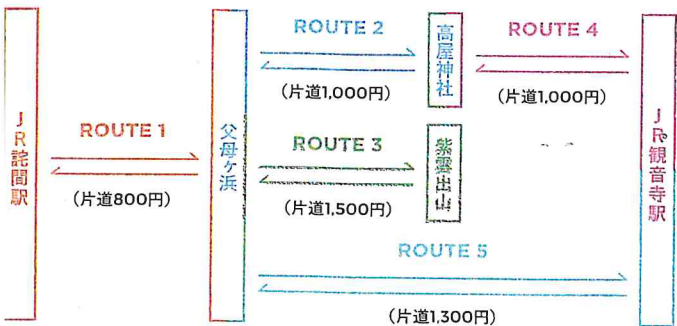 ROUTE 2
ROUTE 4
高屋神社
(片道1,000円)
(片道1,000円)
JR詫間駅
ROUTE 1
(片道800円)
父母ヶ浜
ROUTE 3
(片道1,500円)
紫雲出山
JR観音寺駅
ROUTE 5
(片道1,300円)